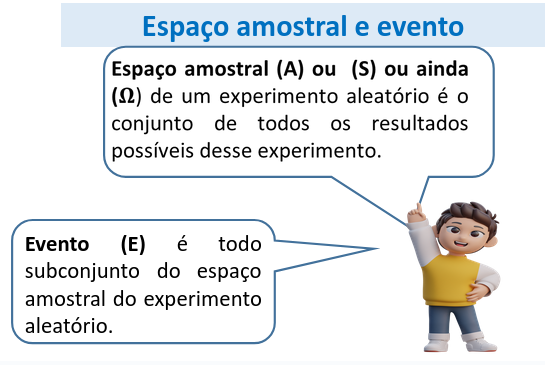 Espaço amostral e evento
Espaço amostral (A) ou (S) ou ainda
(Ω) de um experimento aleatório é o
conjunto de todos os resultados
possíveis desse experimento.
Evento (E) é todo
subconjunto do espaço
amostral do experimento
aleatório.